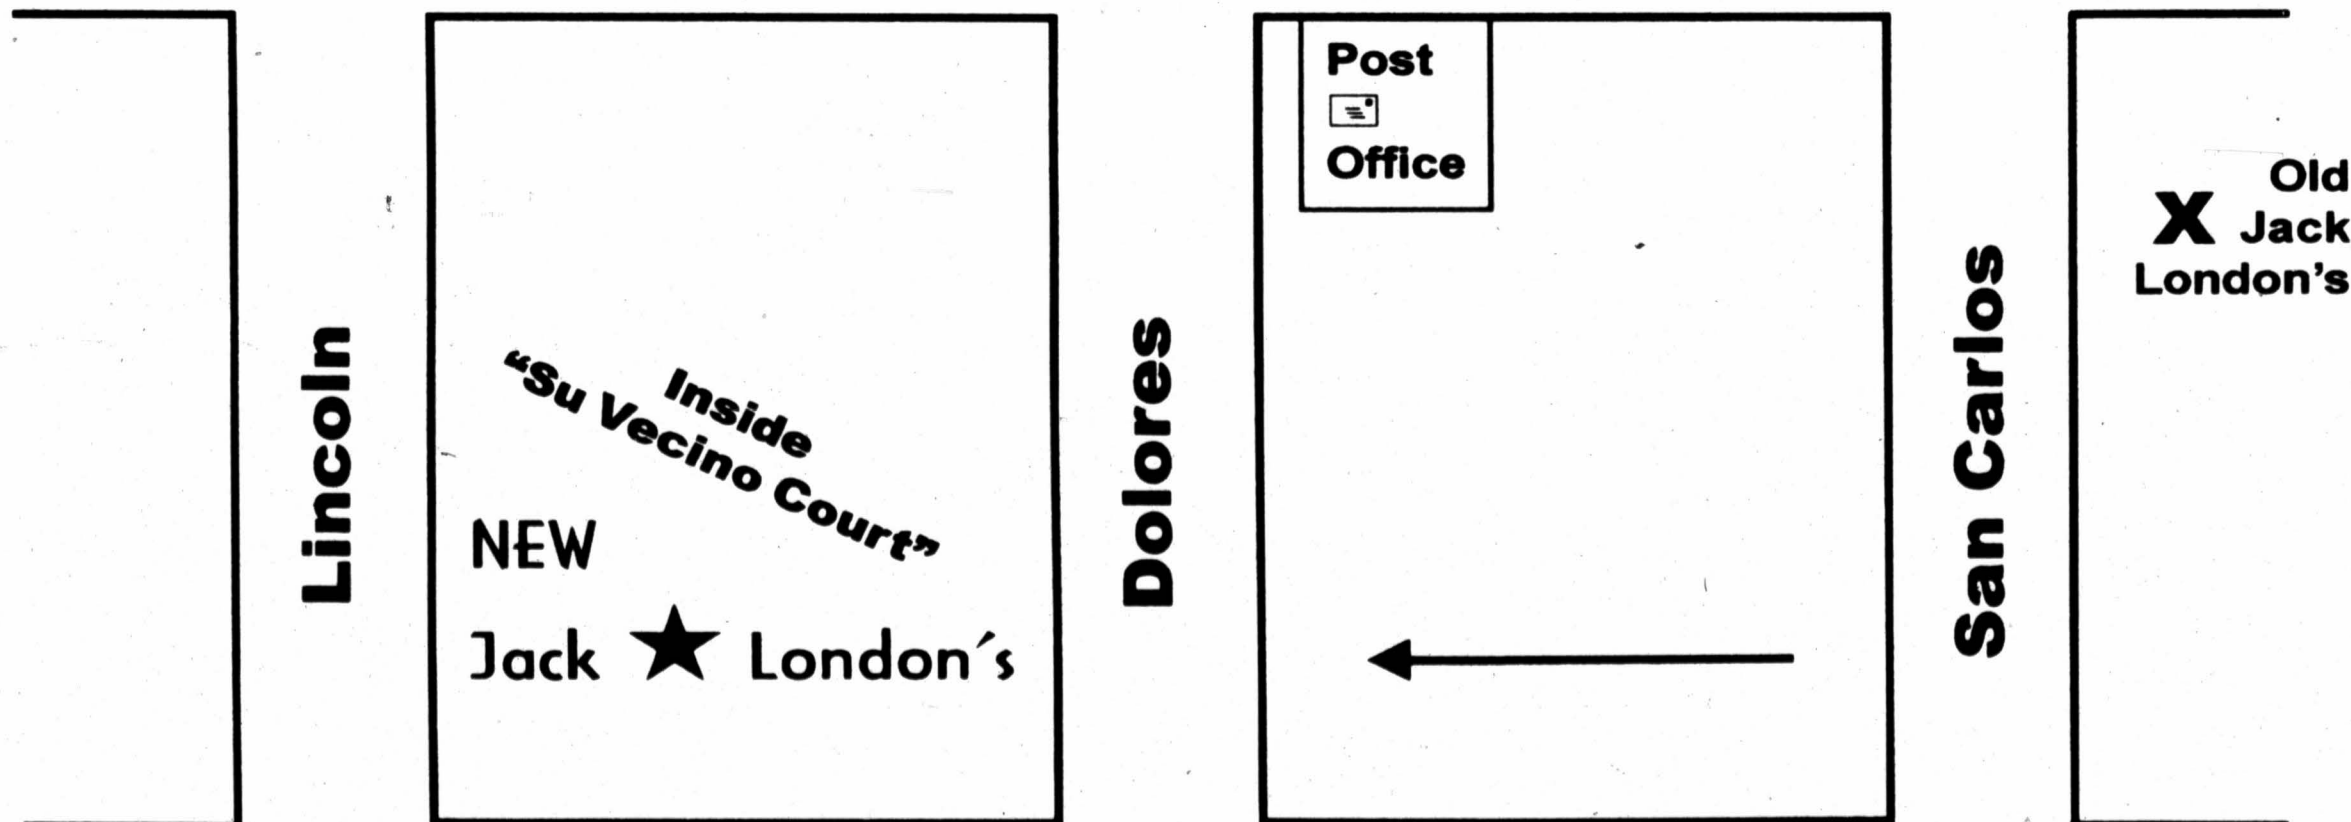 Lincoln
Inside
“Su Vecino Court”
NEW
Jack ★ London´s
Dolores
Post
Office
San Carlos
Old
X Jack
London’s